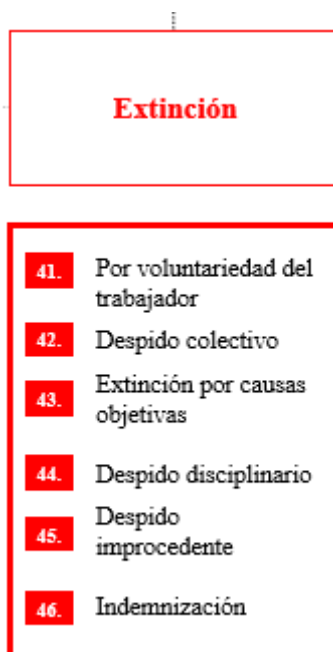 Extinción
41. Por voluntariedad del
trabajador
42. Despido colectivo
43. Extinción por causas
objetivas
44. Despido disciplinario
45. Despido
improcedente
46. Indemnización